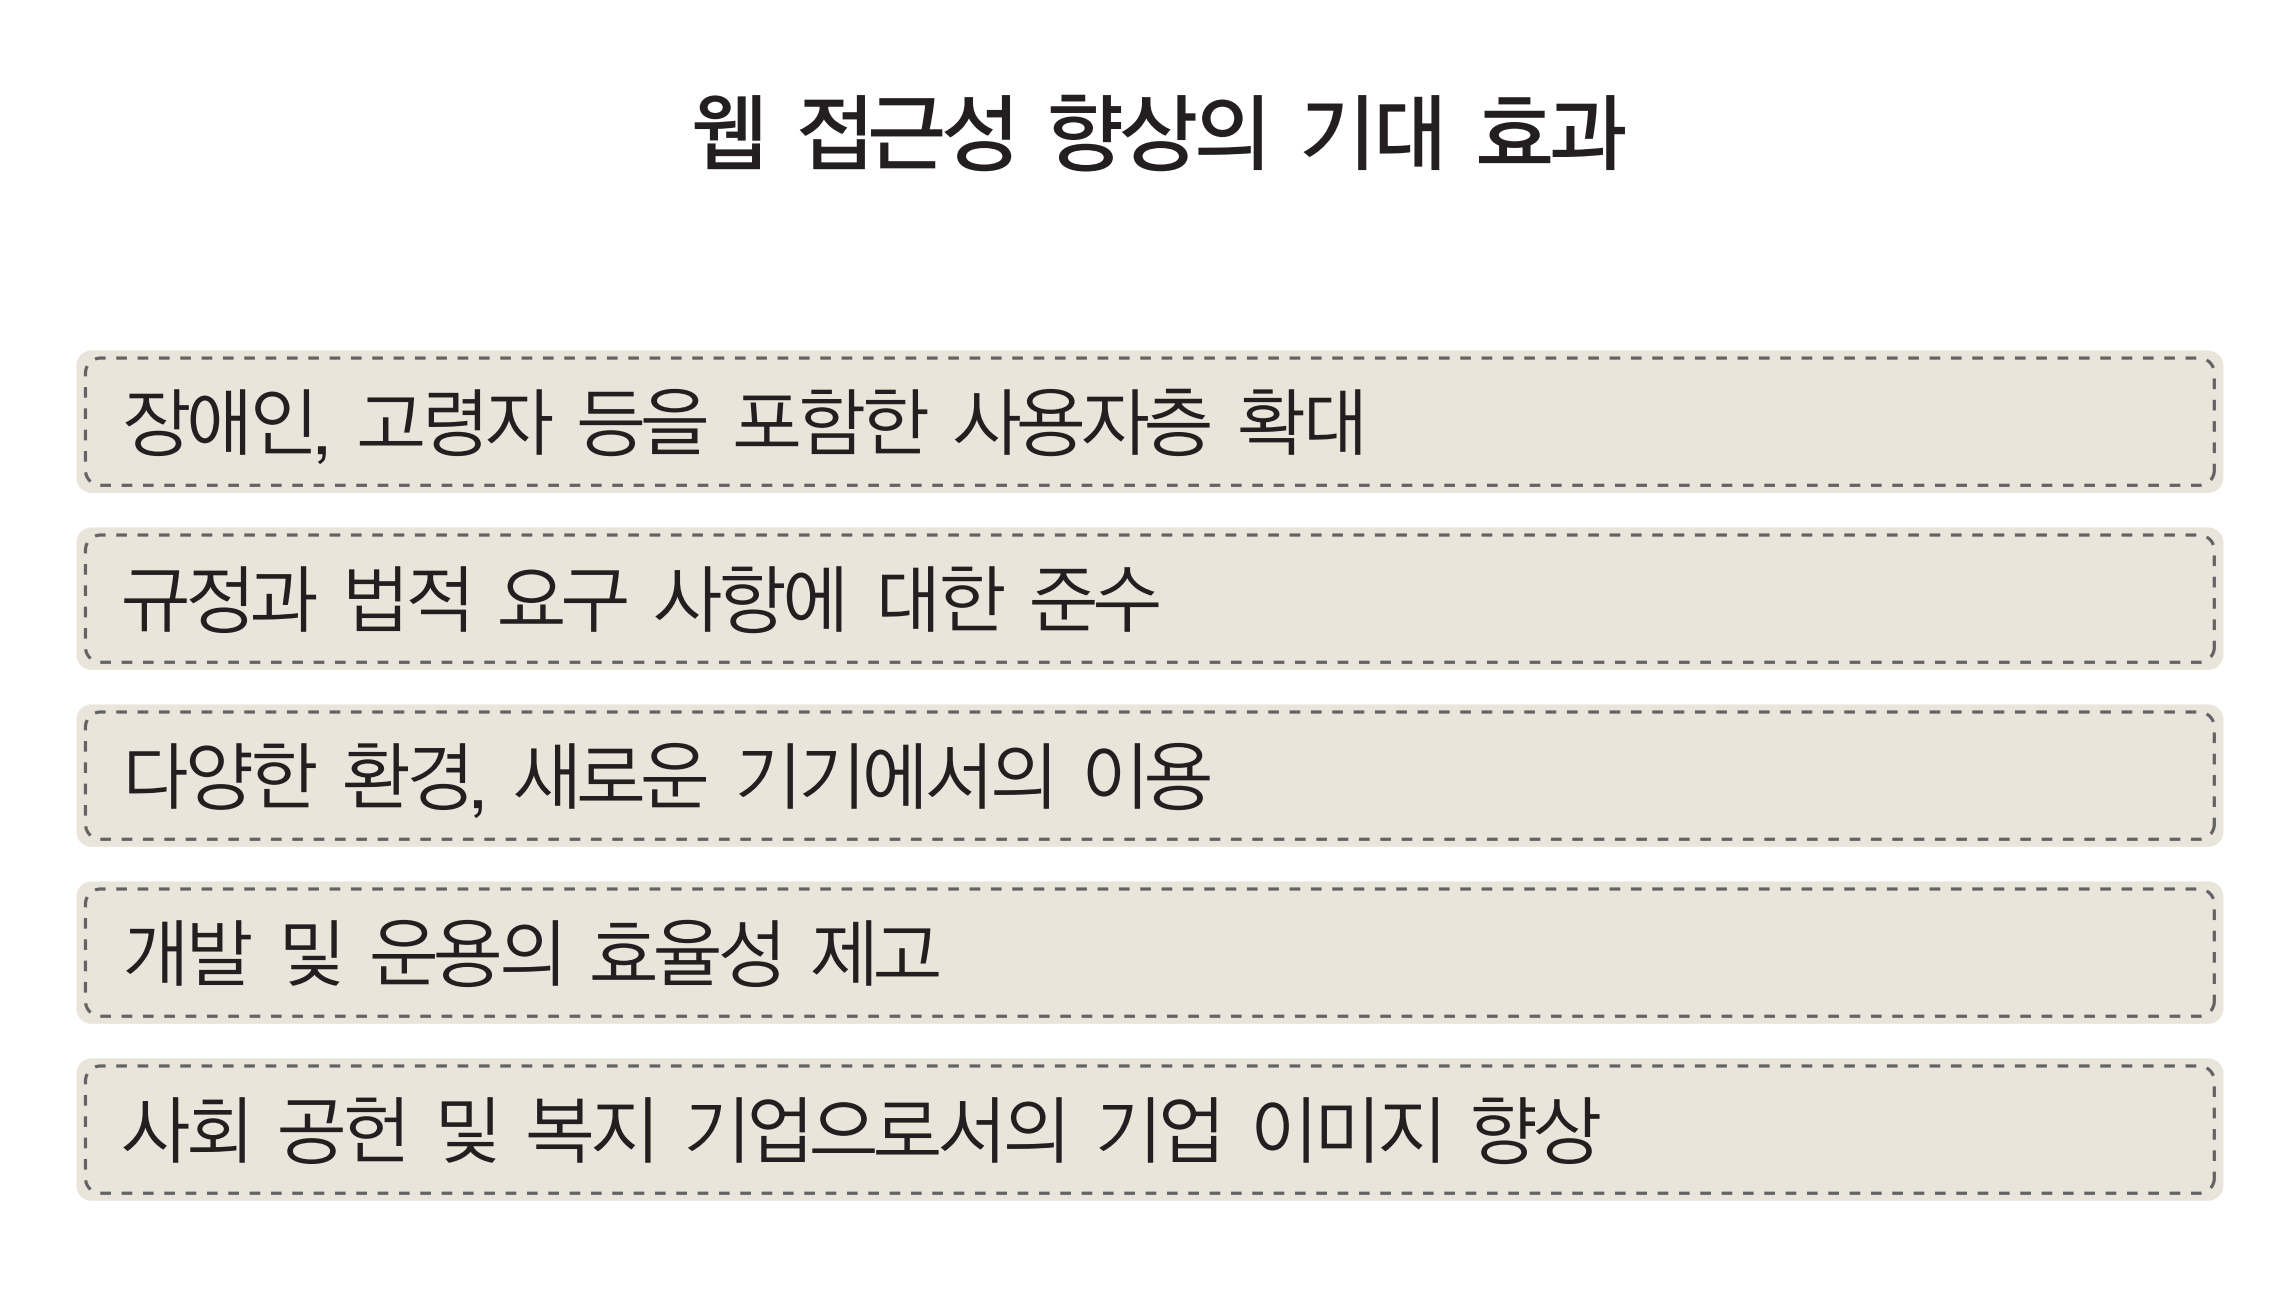 웹 접근성 향상의 기대 효과
장애인, 고령자 등을 포함한 사용자층 확대
규정과 법적 요구 사항에 대한 준수
다양한 환경, 새로운 기기에서의 이용
개발 및 운용의 효율성 제고
사회 공헌 및 복지 기업으로서의 기업 이미지 향상